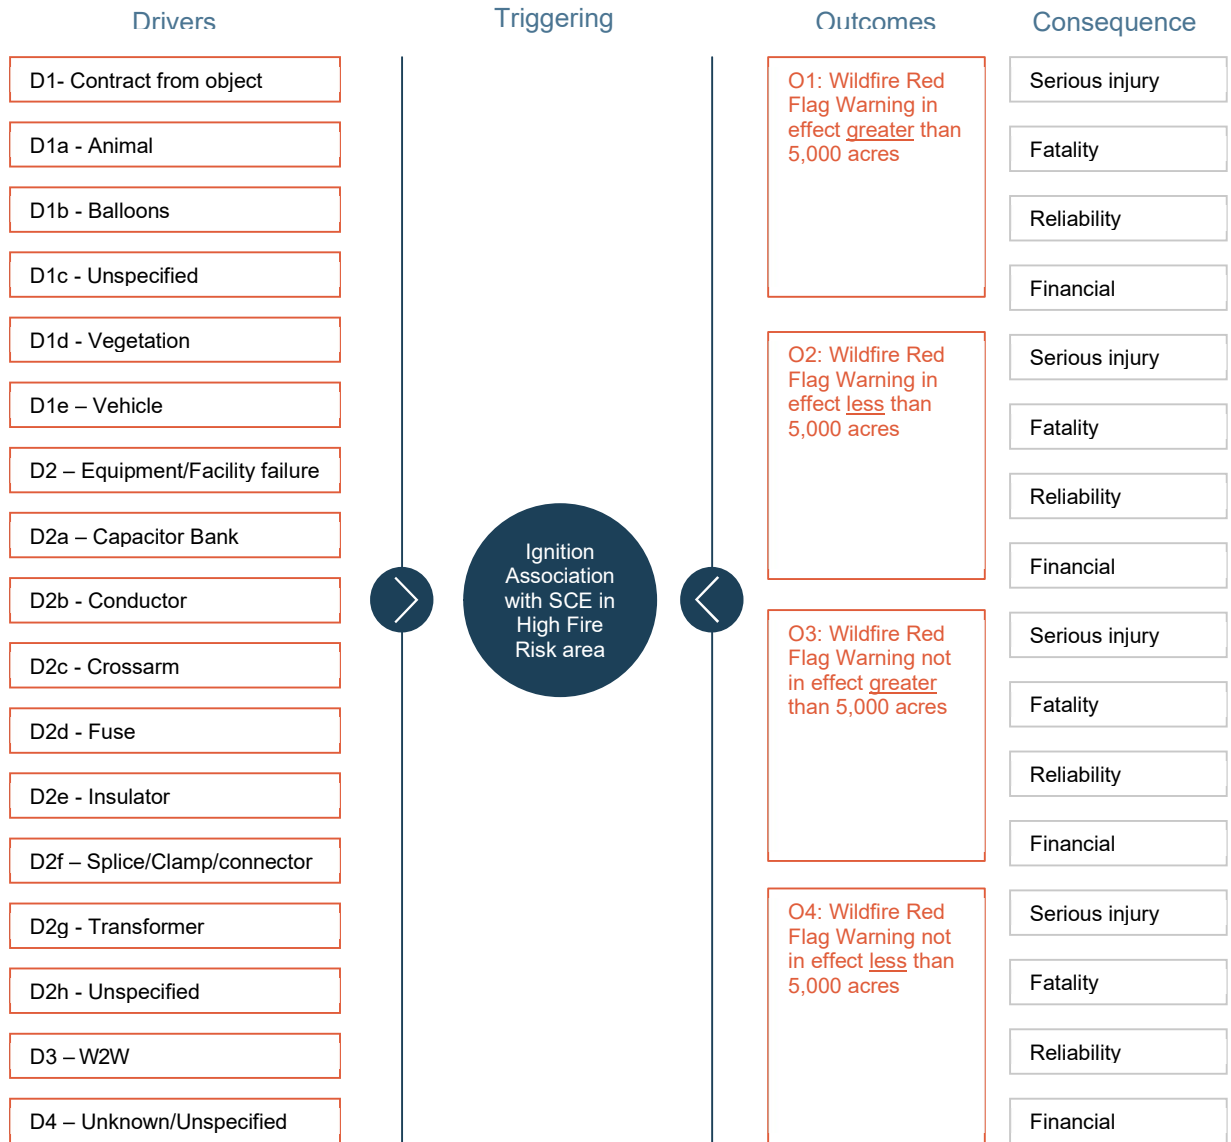 Drivers
Triggering
Outcomes
Consequence
D1- Contract from object
D1a - Animal
D1b - Balloons
D1c - Unspecified
D1d - Vegetation
D1e – Vehicle
D2 – Equipment/Facility failure
D2a – Capacitor Bank
D2b - Conductor
D2c - Crossarm
D2d - Fuse
D2e - Insulator
D2f – Splice/Clamp/connector
D2g - Transformer
D2h - Unspecified
D3 – W2W
D4 – Unknown/Unspecified
Ignition
Association
with SCE in
High Fire
Risk area
O1: Wildfire Red
Flag Warning in
effect greater than
5,000 acres
Serious injury
Fatality
Reliability
Financial
O2: Wildfire Red
Flag Warning in
effect less than
5,000 acres
Serious injury
Fatality
Reliability
Financial
O3: Wildfire Red
Flag Warning not
in effect greater
than 5,000 acres
Serious injury
Fatality
Reliability
Financial
O4: Wildfire Red
Flag Warning not
in effect less than
5,000 acres
Serious injury
Fatality
Reliability
Financial